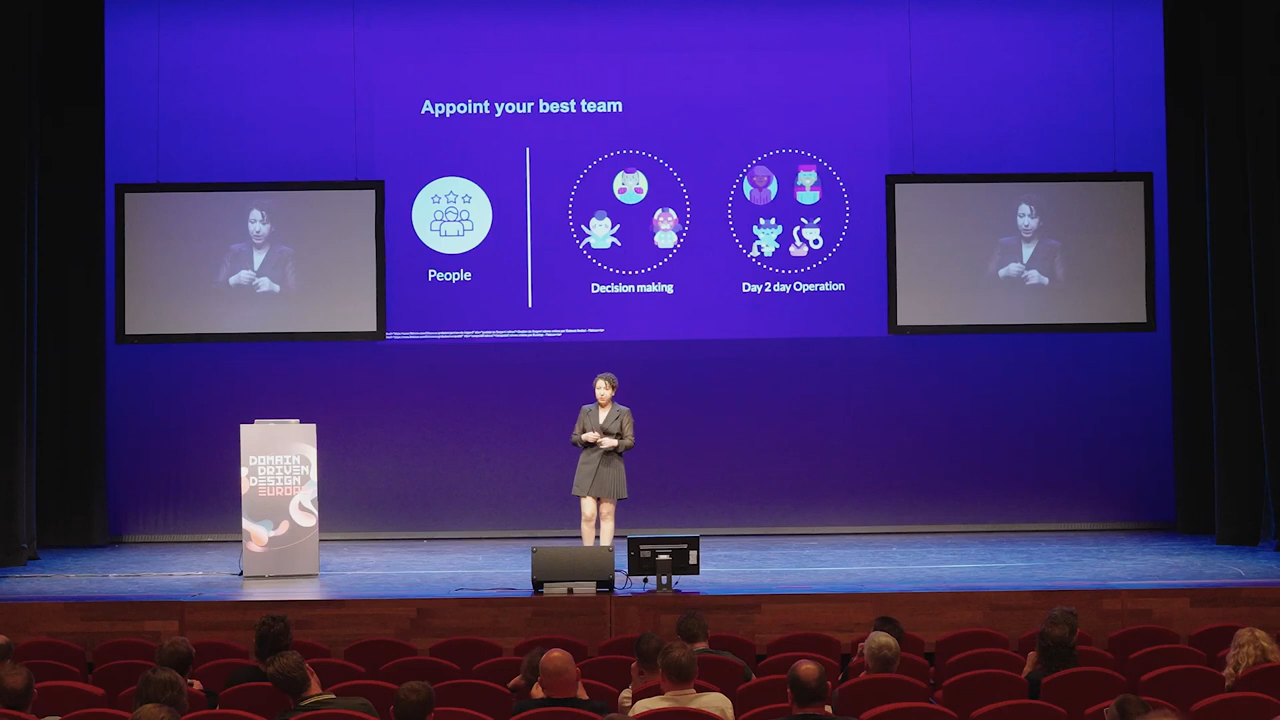 Appoint your best team
People
Decision making
Day 2 day Operation
DOMAIN
DRIVEN
DESIGN
EUROPE